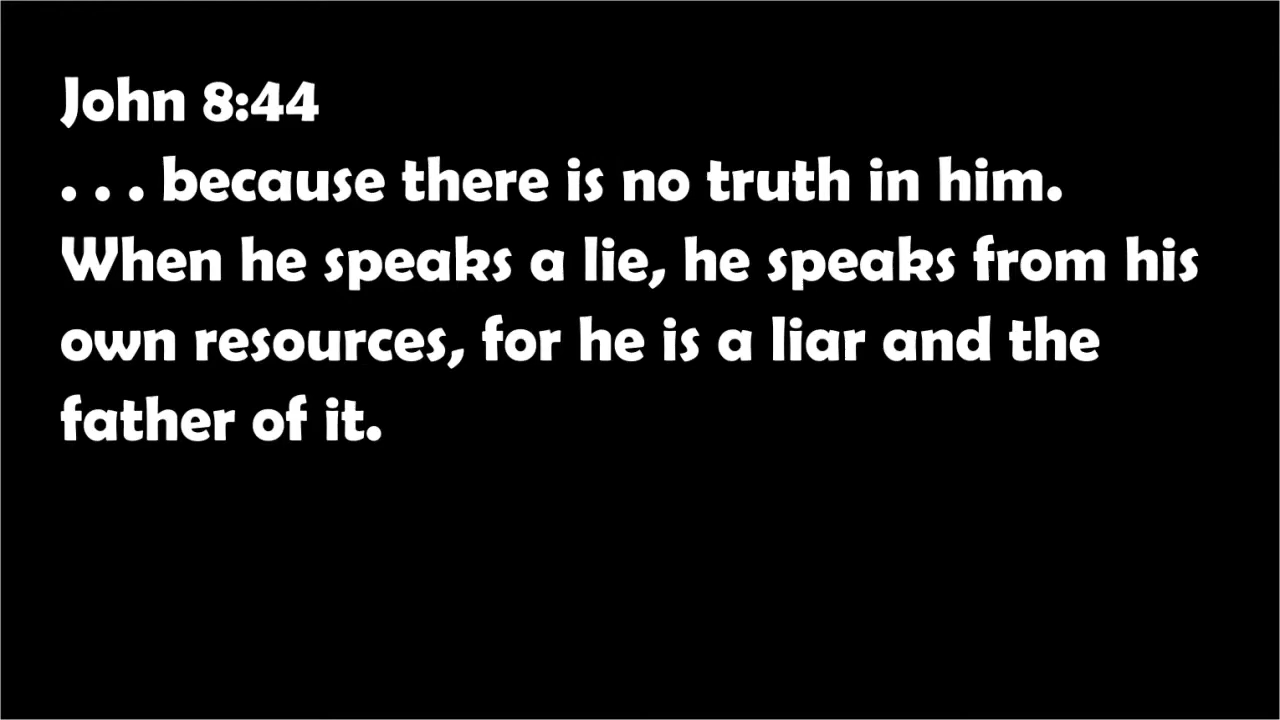 John 8:44
. . . because there is no truth in him.
When he speaks a lie, he speaks from his
own resources, for he is a liar and the
father of it.